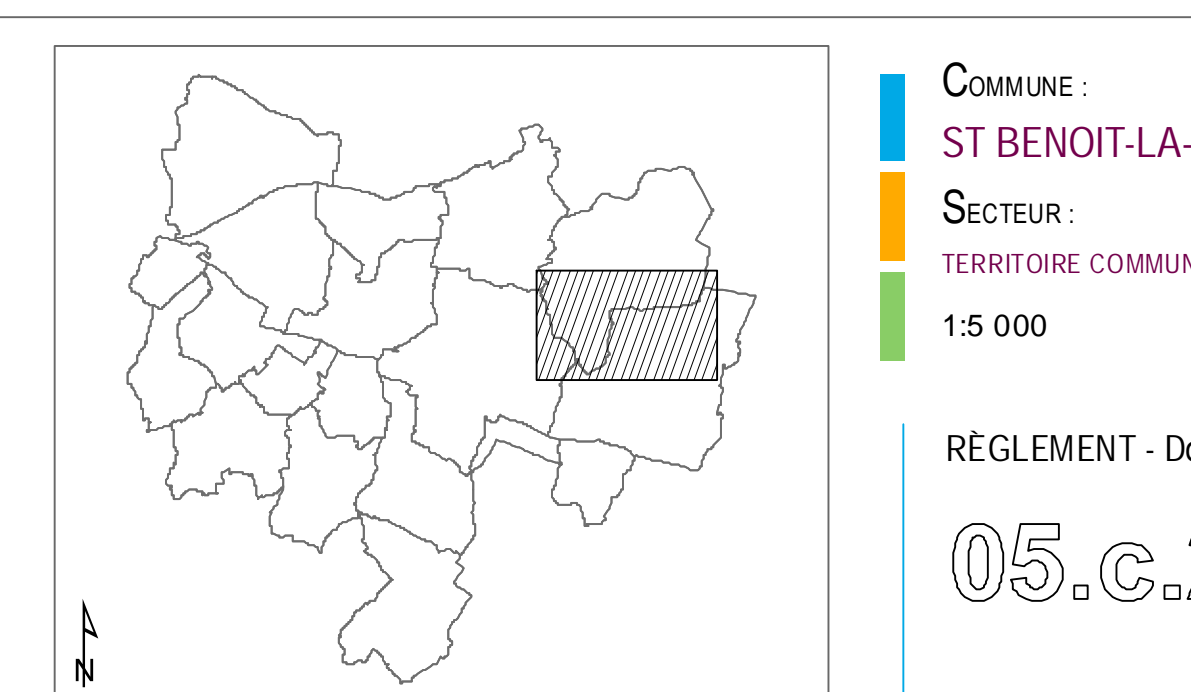 COMMUNE :
ST BENOIT-LA-
SECTEUR :
TERRITOIRE COMMUN
1:5 000
RÈGLEMENT - Do
05.c.
N